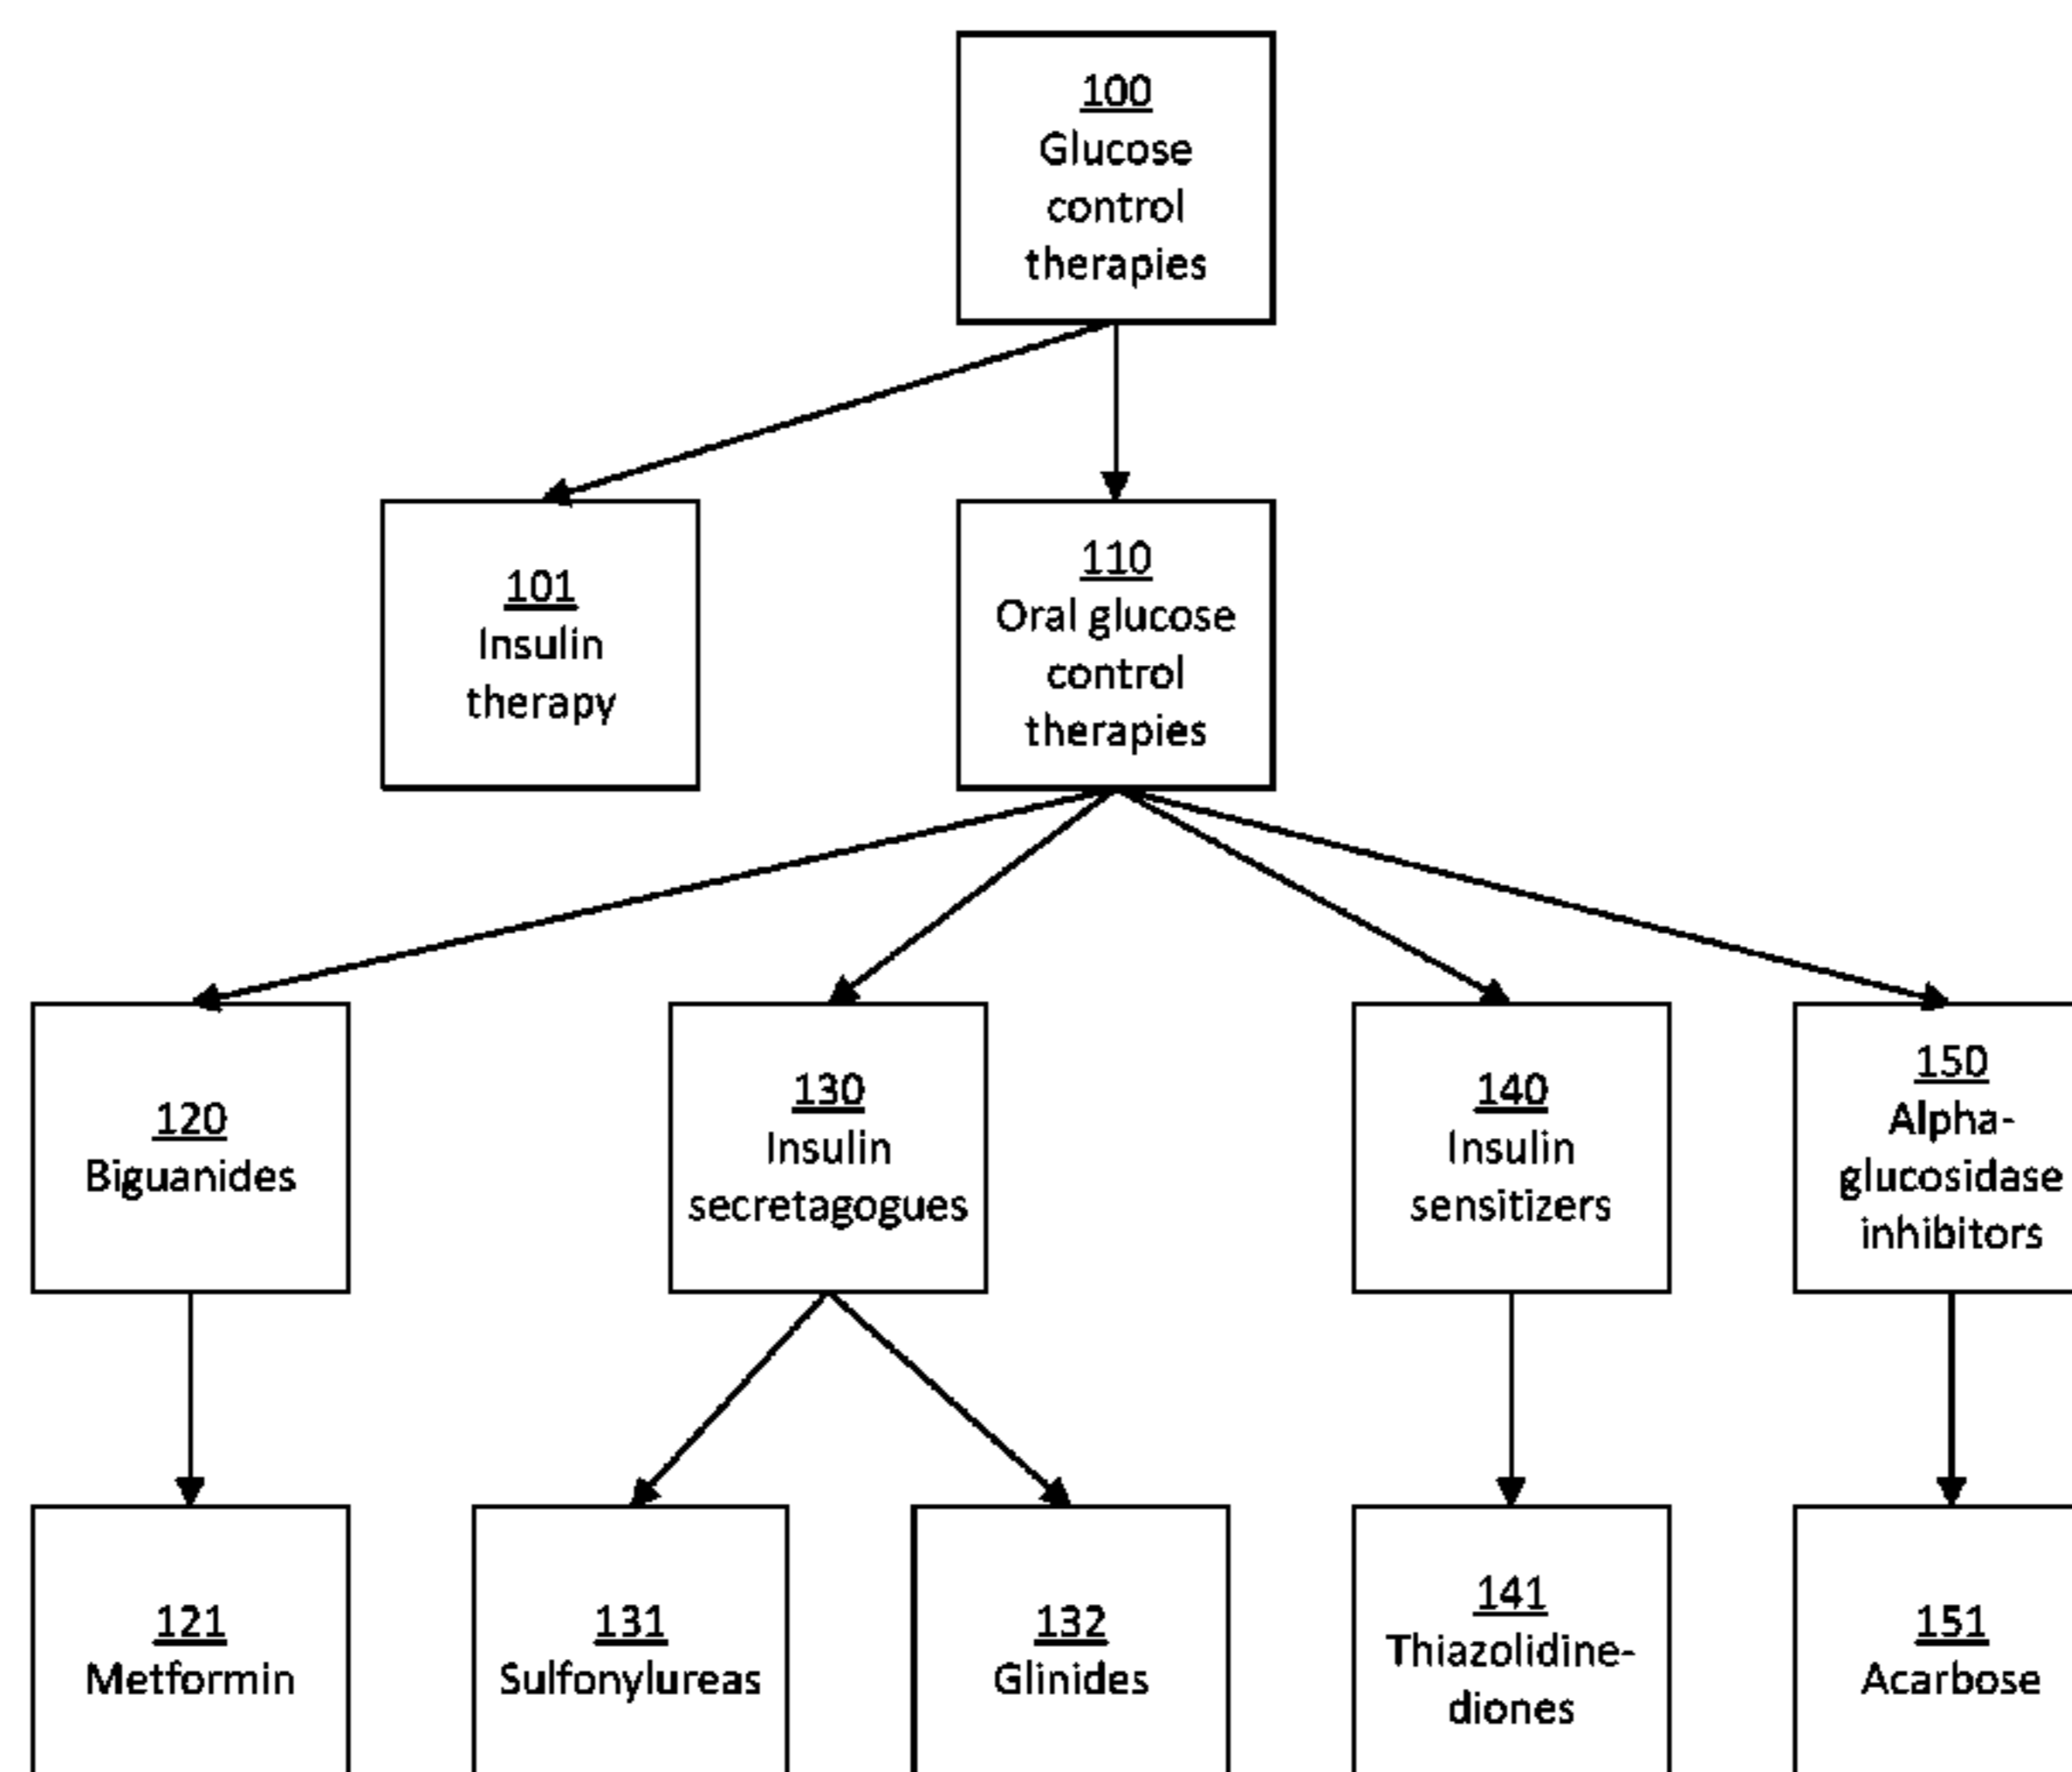 100
Glucose
control
therapies
101
Insulin
therapy
110
Oral glucose
control
therapies
120
Biguanides
130
Insulin
secretagogues
140
Insulin
sensitizers
150
Alpha-
glucosidase
inhibitors
121
Metformin
131
Sulfonylureas
132
Glinides
141
Thiazolidine-
diones
151
Acarbose